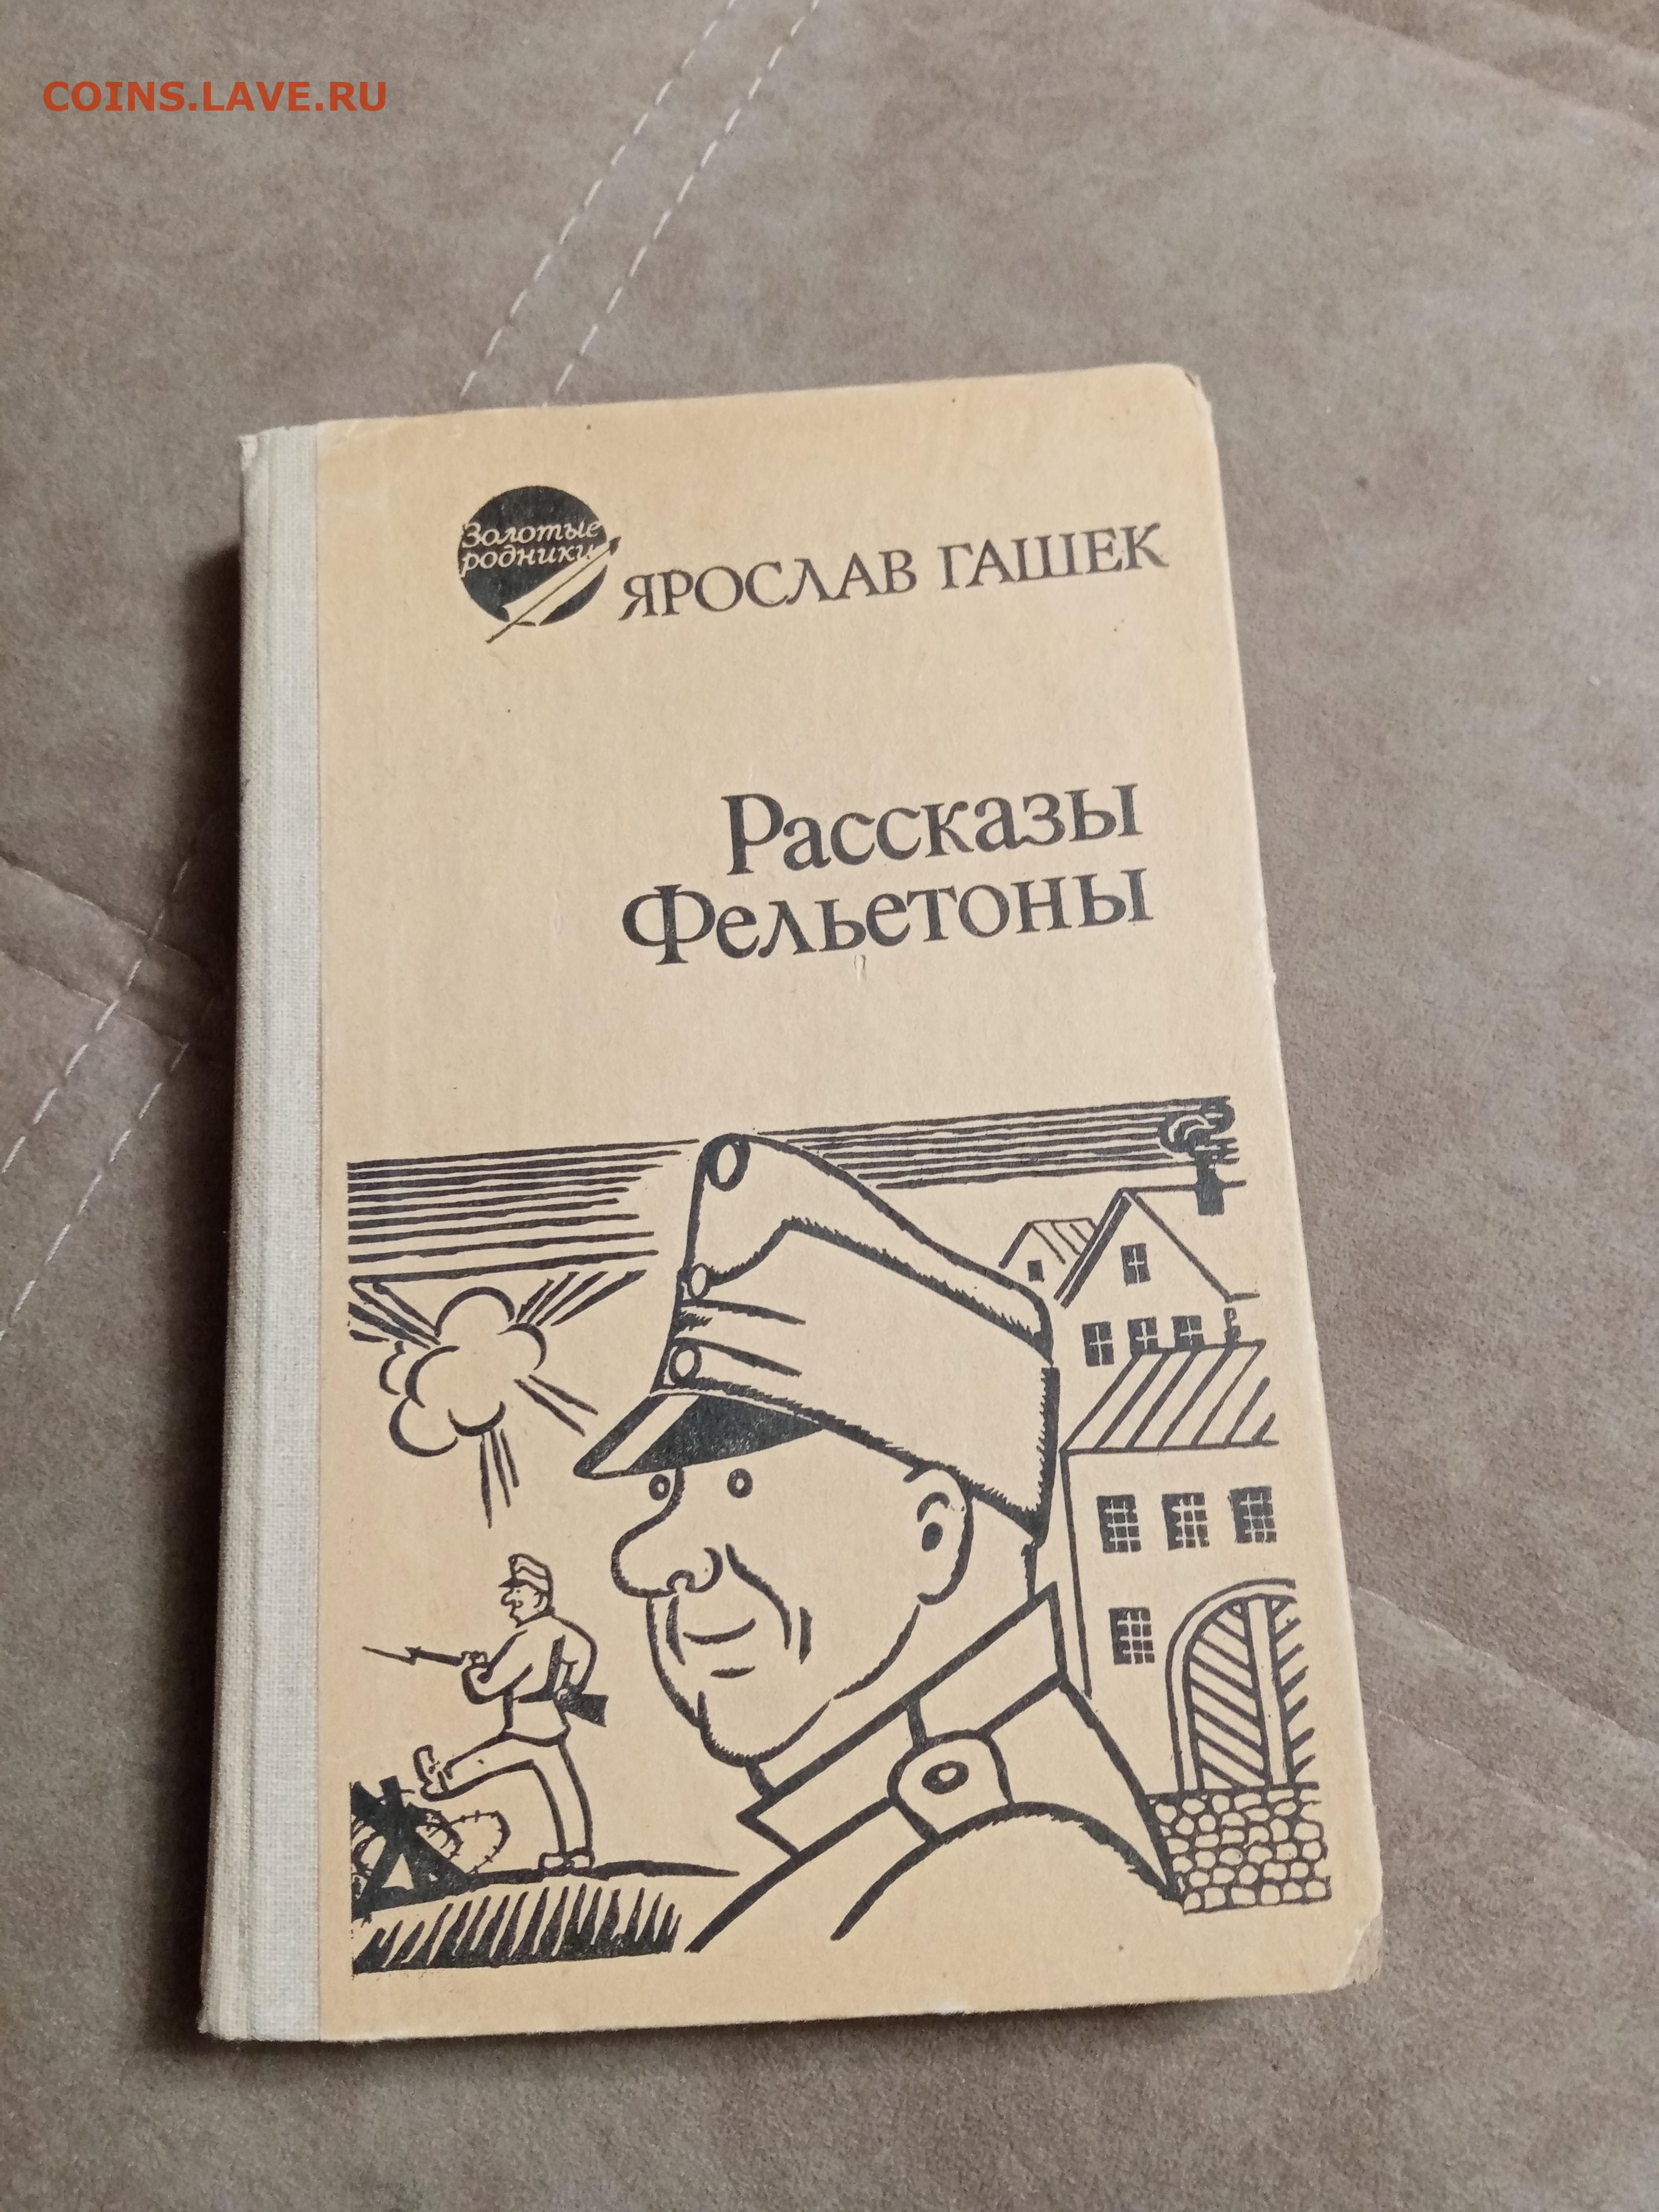 COINS.LAVE.RU
Золотые
родники
ЯРОСЛАВ ГАШЕК
Рассказы
Фельетоны